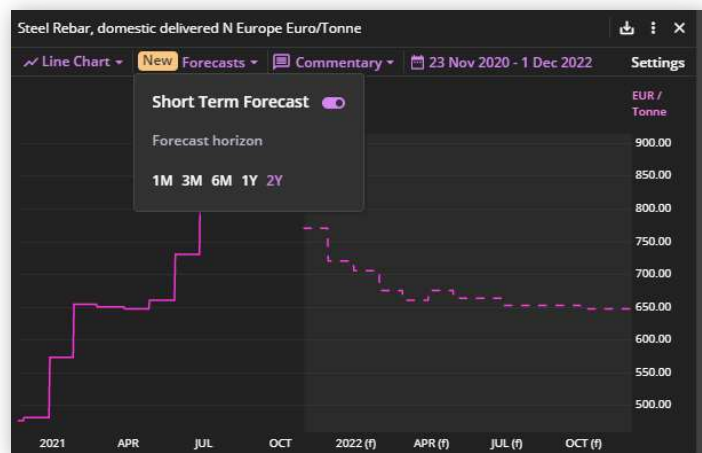 Steel Rebar, domestic delivered N Europe Euro/Tonne
Line Chart New Forecasts Commentary 23 Nov 2020 - 1 Dec 2022 Settings
Short Term Forecast
Forecast horizon
1M 3M 6M 1Y 2Y
EUR /
Tonne
900.00
850.00
800.00
750.00
700.00
650.00
600.00
550.00
500.00
2021 APR JUL OCT 2022 (f) APR (f) JUL (f) OCT (f)